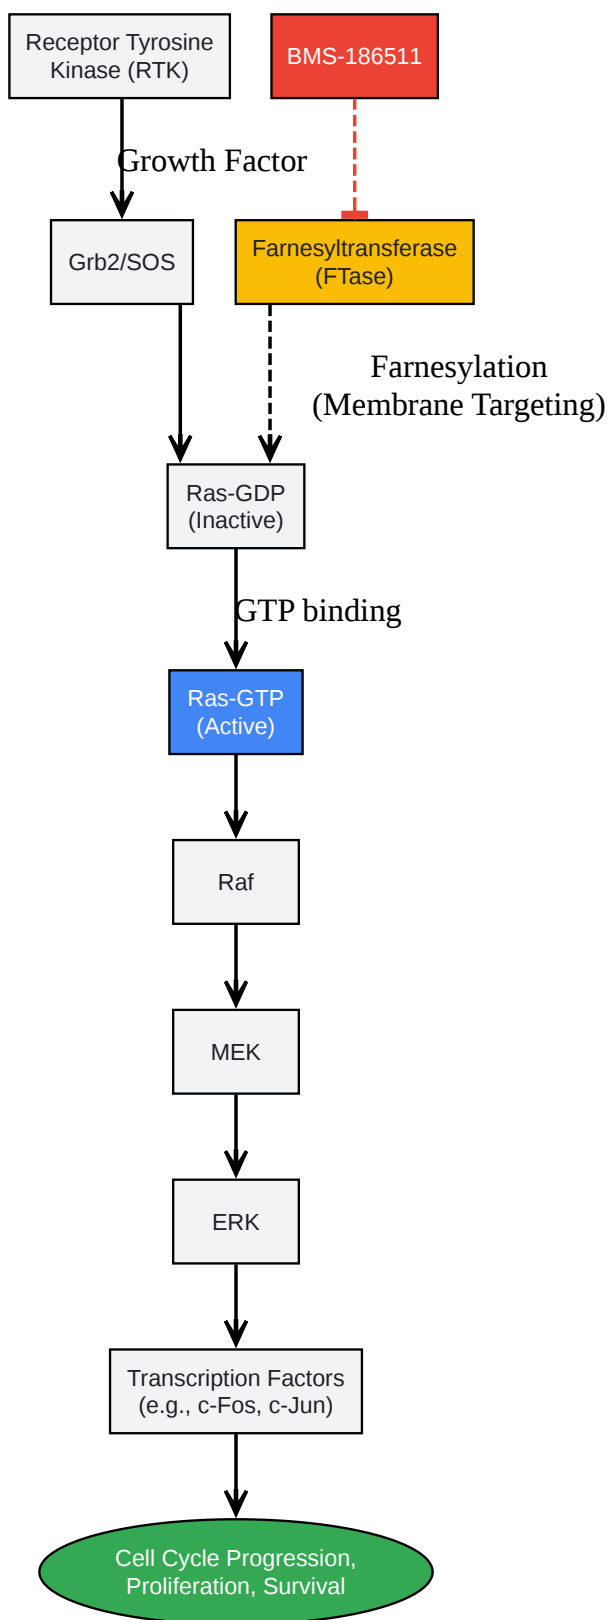 Receptor Tyrosine
Kinase (RTK)
BMS-186511
Growth Factor
Grb2/SOS
Farnesyltransferase
(FTase)
Farnesylation
(Membrane Targeting)
Ras-GDP
(Inactive)
GTP binding
Ras-GTP
(Active)
Raf
MEK
ERK
Transcription Factors
(e.g., c-Fos, c-Jun)
Cell Cycle Progression,
Proliferation, Survival